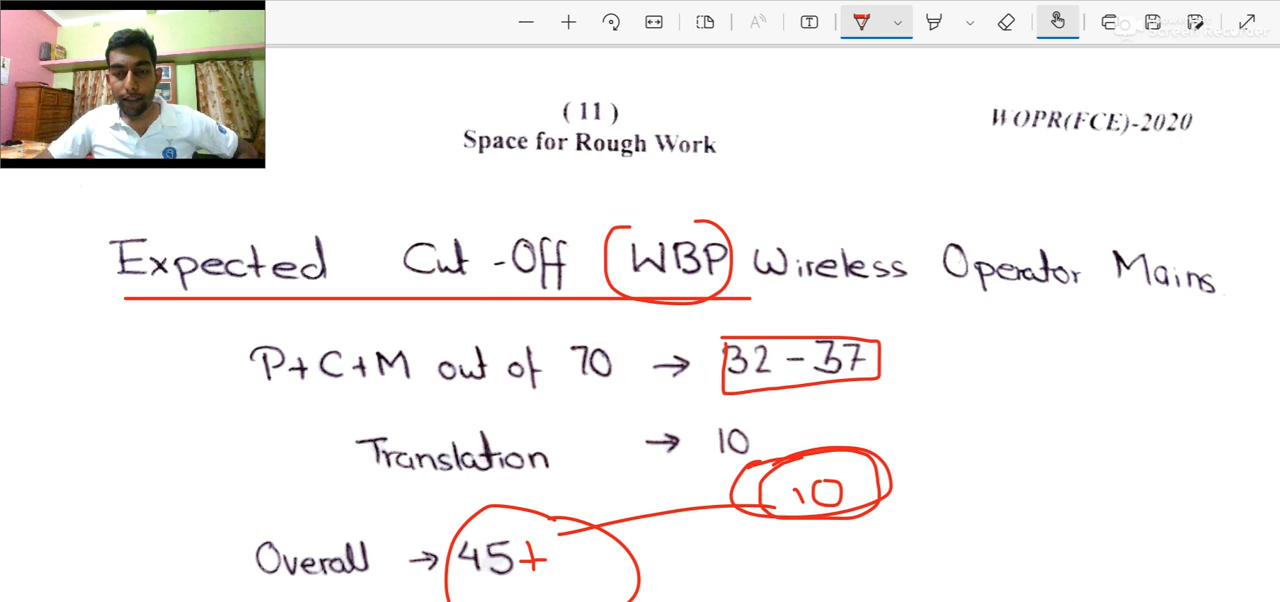 ( 11 )
WOPR(FCE)-2020
Space for Rough Work
Expected Cut-Off (WBP) Wireless Operator Mains
P+C+M out of 70 → 32-37
Translation → 10
10
Overall → 45+